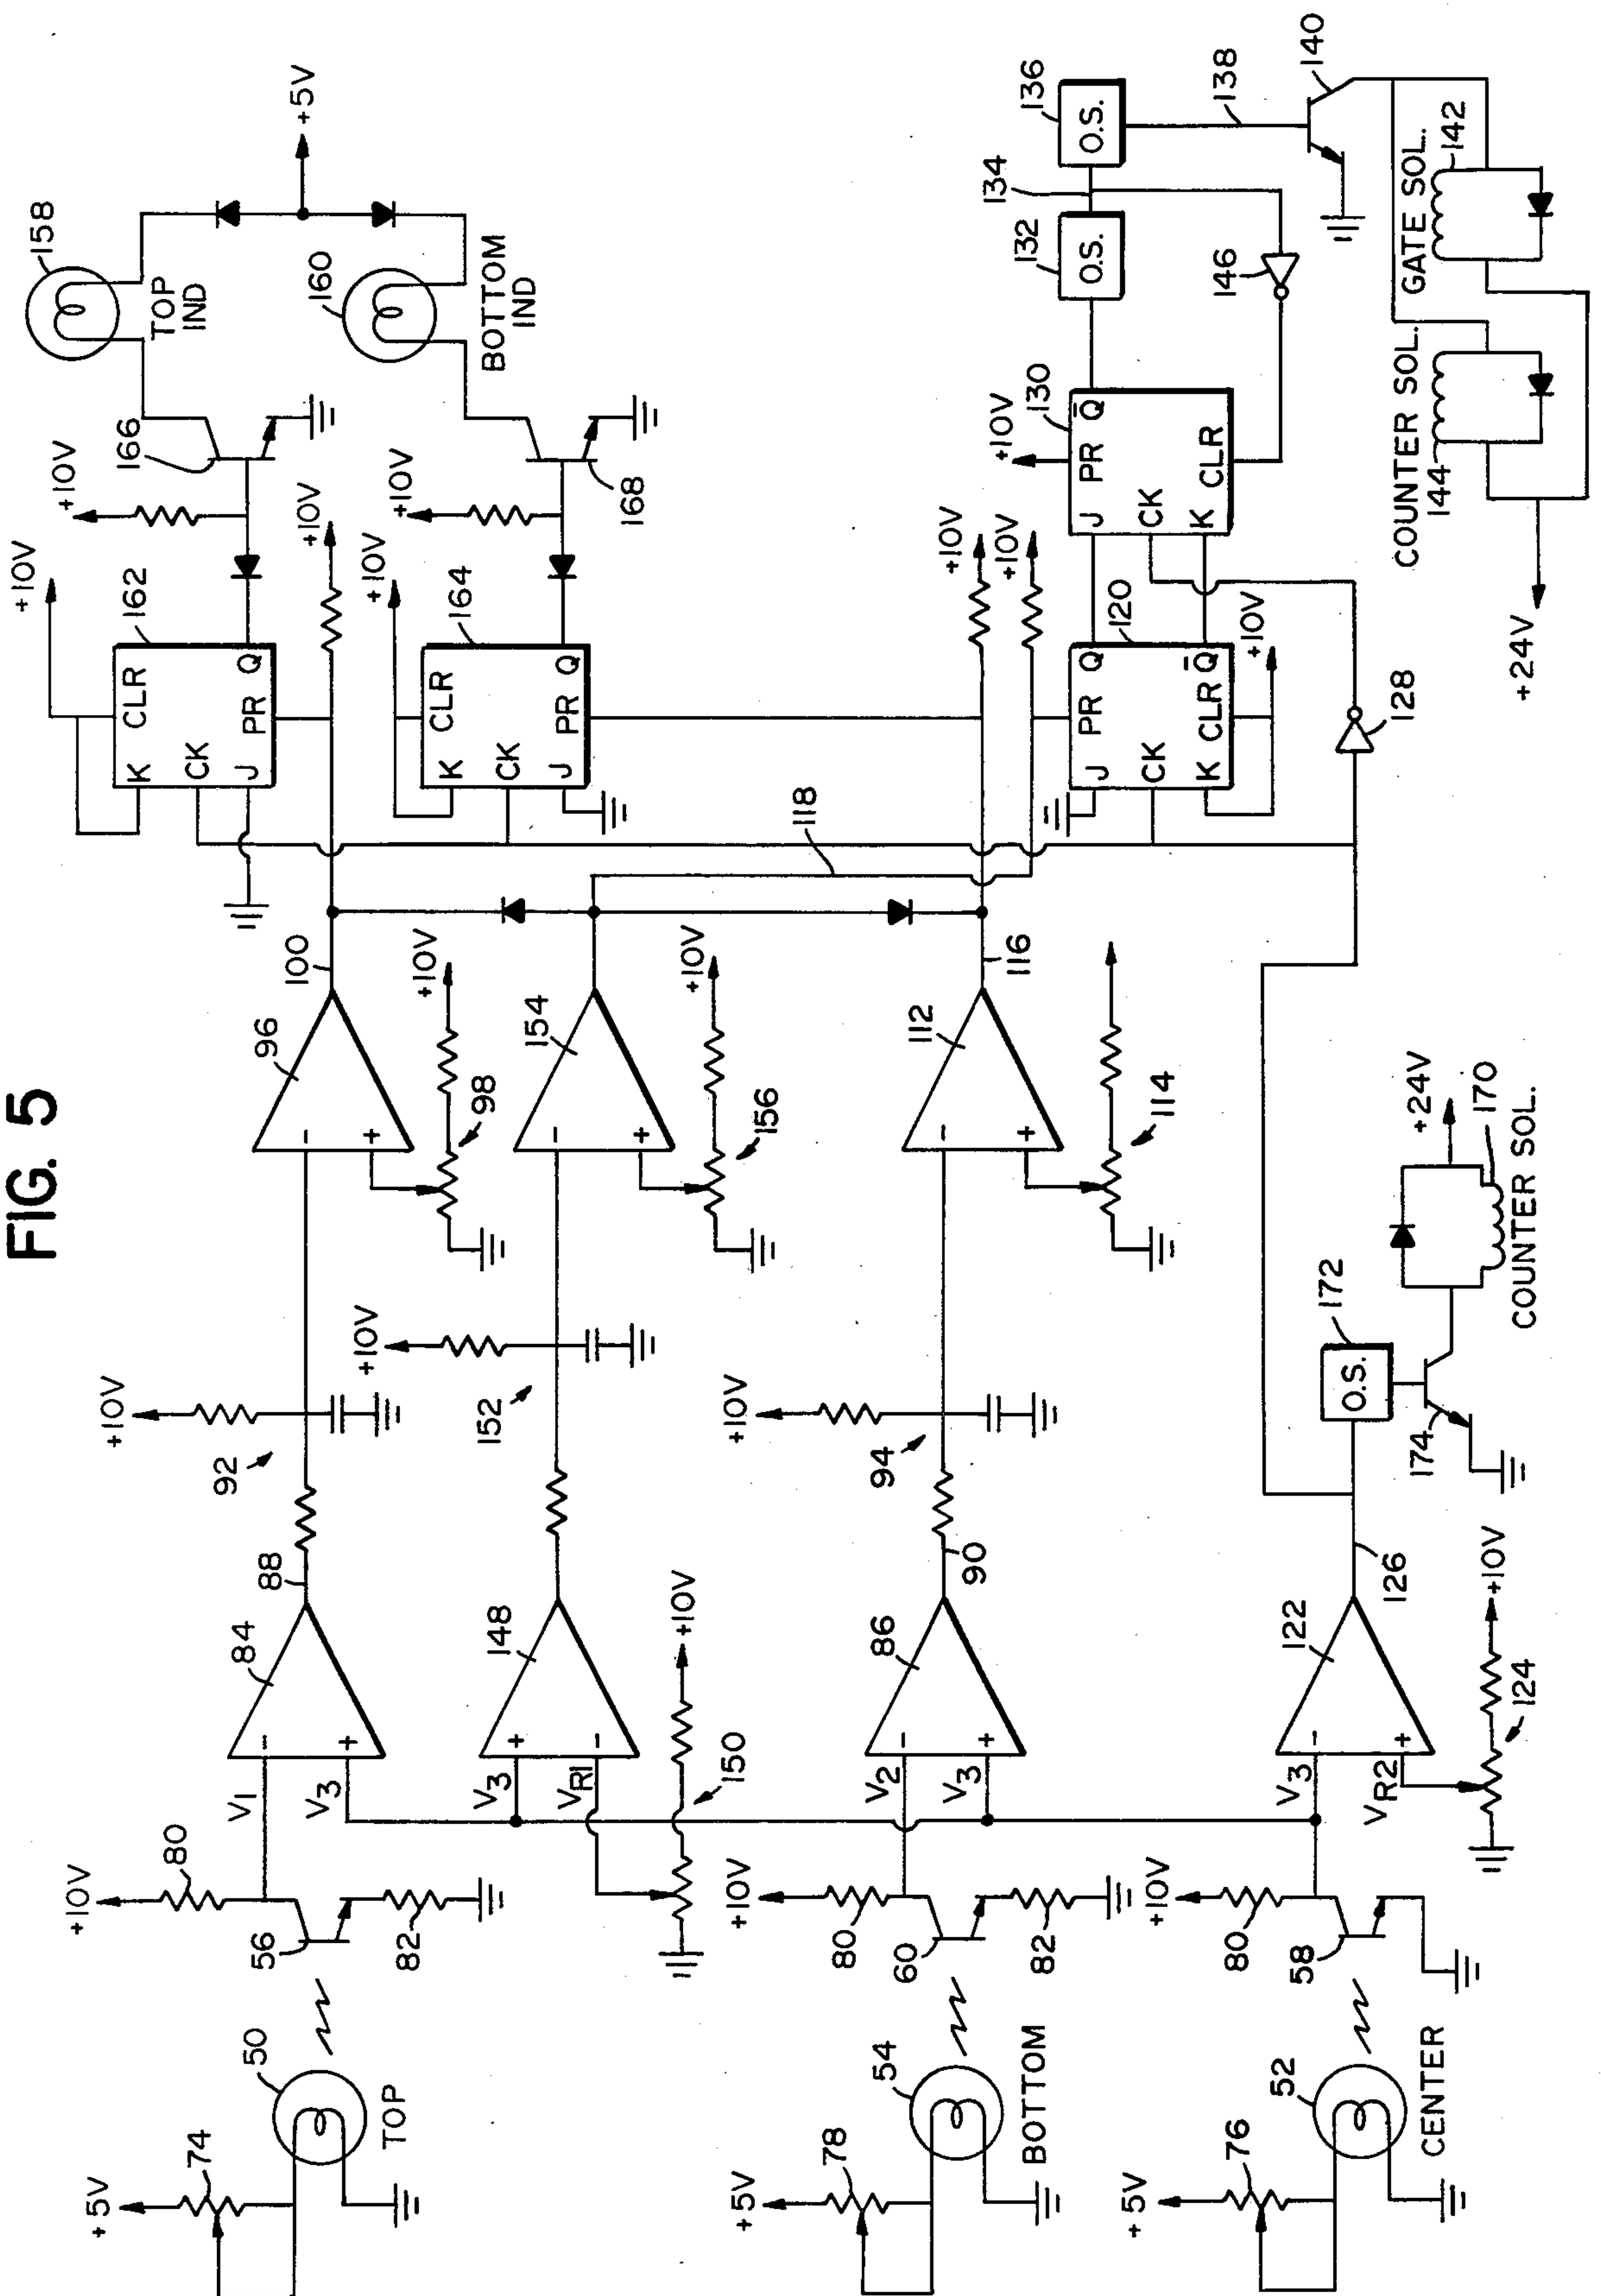 FIG. 5
+5V
74
50
TOP
+10V
80
56
82
V1
V3
84
88
92
+10V
96
100
98
+10V
+10V
162
K
CLR
CK
J
PR
Q
+10V
166
+10V
158
TOP
IND
+5V
V3
VR1
148
150
+10V
152
+10V
154
156
+10V
118
+10V
164
K
CLR
CK
J
PR
Q
+10V
168
160
BOTTOM
IND
+5V
78
54
BOTTOM
+10V
80
60
82
V2
V3
86
90
94
+10V
112
116
114
+10V
+10V
J
PR
Q
120
CK
K
CLR
Q̅
+10V
+10V
130
J
PR
Q̅
CK
K
CLR
132
O.S.
134
136
O.S.
146
138
140
+5V
76
52
CENTER
+10V
80
58
V3
VR2
122
124
+10V
126
172
O.S.
174
+24V
170
COUNTER SOL.
128
COUNTER SOL.
144
GATE SOL.
142
+24V